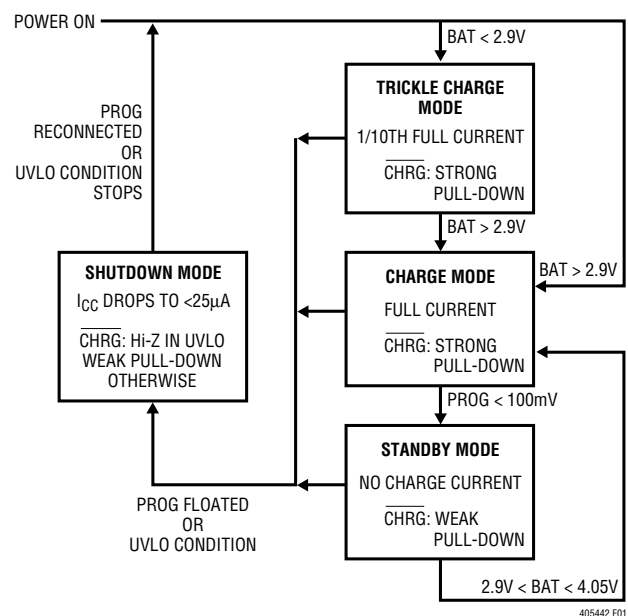 POWER ON
BAT < 2.9V
TRICKLE CHARGE
MODE
1/10TH FULL CURRENT
CHRG: STRONG
PULL-DOWN
PROG
RECONNECTED
OR
UVLO CONDITION
STOPS
BAT > 2.9V
BAT > 2.9V
SHUTDOWN MODE
ICC DROPS TO <25µA
CHRG: Hi-Z IN UVLO
WEAK PULL-DOWN
OTHERWISE
CHARGE MODE
FULL CURRENT
CHRG: STRONG
PULL-DOWN
PROG < 100mV
STANDBY MODE
NO CHARGE CURRENT
CHRG: WEAK
PULL-DOWN
PROG FLOATED
OR
UVLO CONDITION
2.9V < BAT < 4.05V
405442 F01